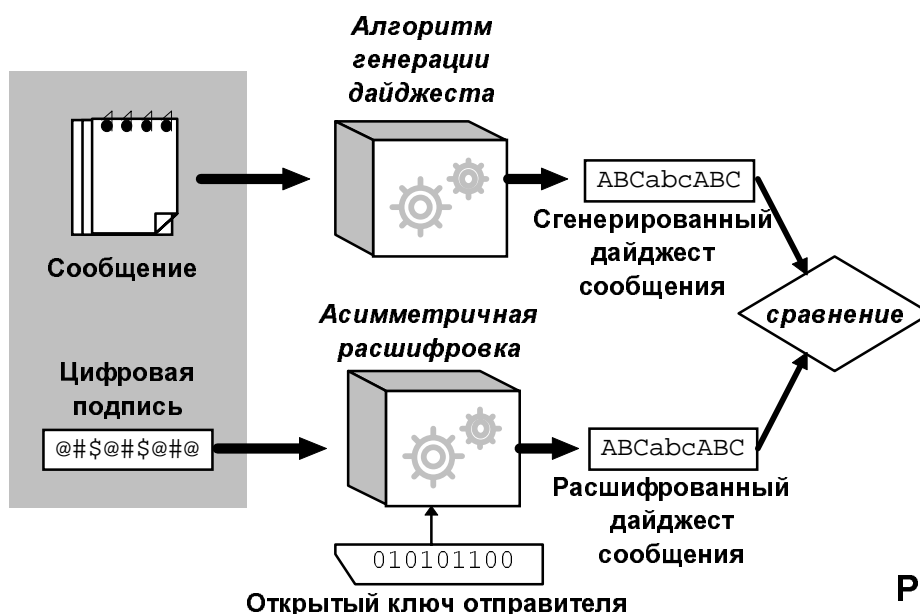 Алгоритм
генерации
дайджеста
Сообщение
ABCabcABC
Сгенерированный
дайджест
сообщения
сравнение
Цифровая
подпись
@#$@#$@#@
Асимметричная
расшифровка
010101100
Открытый ключ отправителя
ABCabcABC
Расшифрованный
дайджест
сообщения
Р